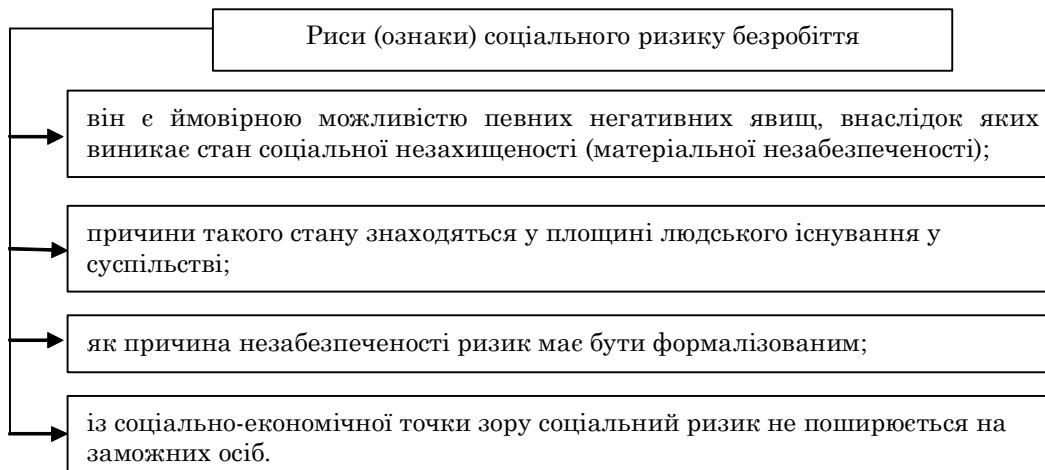 Риси (ознаки) соціального ризику безробіття
він є ймовірною можливістю певних негативних явищ, внаслідок яких
виникає стан соціальної незахищеності (матеріальної незабезпеченості);
причини такого стану знаходяться у площині людського існування у
суспільстві;
як причина незабезпеченості ризик має бути формалізованим;
із соціально-економічної точки зору соціальний ризик не поширюється на
заможних осіб.